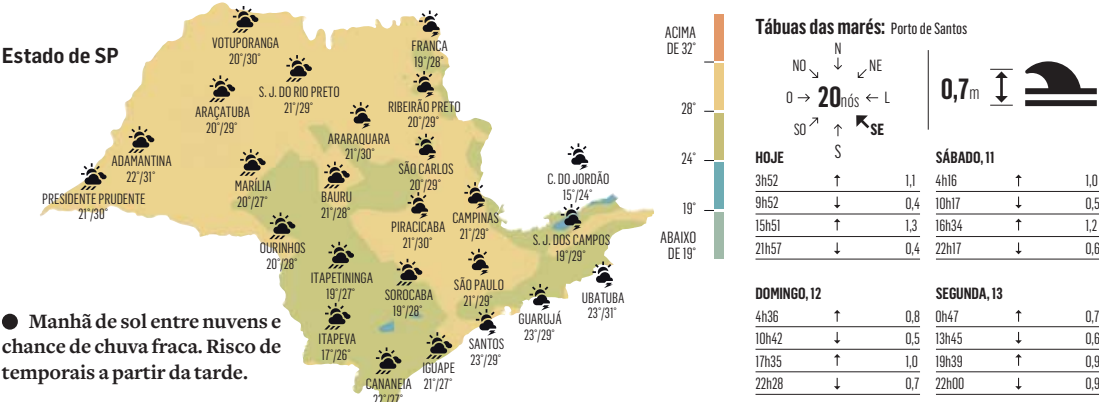 Estado de SP
VOTUPORANGA
20°/30°
FRANCA
19°/28°
S. J. DO RIO PRETO
21°/29°
ARAÇATUBA
20°/29°
RIBEIRÃO PRETO
20°/29°
ARARAQUARA
21°/30°
ADAMANTINA
22°/31°
SÃO CARLOS
20°/29°
C. DO JORDÃO
15°/24°
PRESIDENTE PRUDENTE
21°/30°
MARÍLIA
20°/27°
BAURU
21°/28°
PIRACICABA
21°/30°
CAMPINAS
21°/29°
S. J. DOS CAMPOS
19°/29°
OURINHOS
20°/28°
ITAPETININGA
19°/27°
SOROCABA
19°/28°
SÃO PAULO
21°/29°
UBATUBA
23°/31°
GUARUJÁ
23°/29°
ITAPEVA
17°/26°
SANTOS
23°/29°
IGUAPE
21°/27°
CANANEIA
22°/27°
● Manhã de sol entre nuvens e
chance de chuva fraca. Risco de
temporais a partir da tarde.
ACIMA
DE 32°
28°
24°
19°
ABAIXO
DE 19°
Tábuas das marés: Porto de Santos
N
NO ↘ ↓ ↙ NE
O → 20nós ← L
SO ↗ ↑ ↖ SE
S
0,7m
HOJE
3h52 ↑ 1,1
9h52 ↓ 0,4
15h51 ↑ 1,3
21h57 ↓ 0,4
SÁBADO, 11
4h16 ↑ 1,0
10h17 ↓ 0,5
16h34 ↑ 1,2
22h17 ↓ 0,6
DOMINGO, 12
4h36 ↑ 0,8
10h42 ↓ 0,5
17h35 ↑ 1,0
22h28 ↓ 0,7
SEGUNDA, 13
0h47 ↑ 0,7
13h45 ↓ 0,6
19h39 ↑ 0,9
22h00 ↓ 0,9